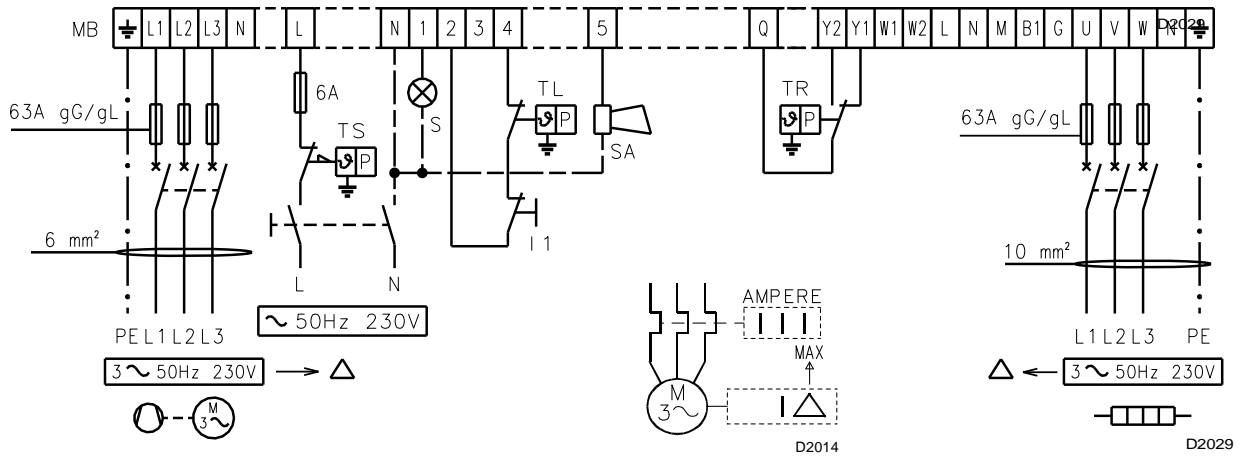 MB L1 L2 L3 N L N 1 2 3 4 5 Q Y2 Y1 W1 W2 L N M B1 G U V W N
D2029
63A gG/gL
6A
TS
ϑ P
S
TL
ϑ P
SA
TR
ϑ P
63A gG/gL
6 mm²
I1
10 mm²
L N
PE L1 L2 L3
50Hz 230V
AMPERE
L1 L2 L3 PE
3 50Hz 230V
MAX
3 50Hz 230V
M
3
M
3
D2014
D2029